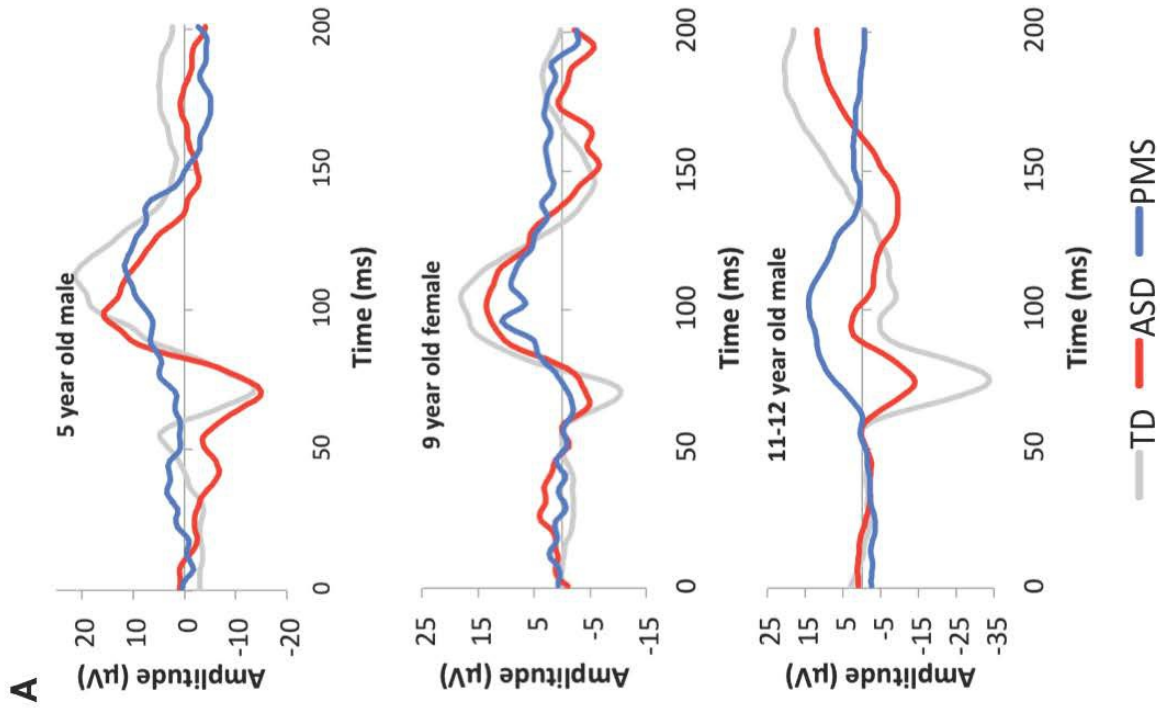 A
5 year old male
20
10
0
-10
-20
Amplitude (µV)
0
50
100
150
200
Time (ms)
9 year old female
25
15
5
-5
-15
Amplitude (µV)
0
50
100
150
200
Time (ms)
11-12 year old male
25
15
5
-5
-15
-25
-35
Amplitude (µV)
0
50
100
150
200
Time (ms)
TD ASD PMS